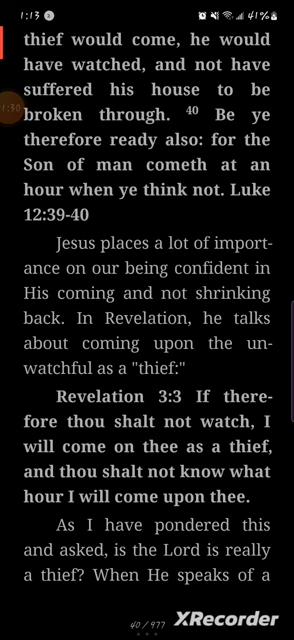 1:13 2 41%
thief would come, he would
have watched, and not have
suffered his house to be
1:30
broken through. 40 Be ye
therefore ready also: for the
Son of man cometh at an
hour when ye think not. Luke
12:39-40
Jesus places a lot of import-
ance on our being confident in
His coming and not shrinking
back. In Revelation, he talks
about coming upon the un-
watchful as a "thief:"
Revelation 3:3 If there-
fore thou shalt not watch, I
will come on thee as a thief,
and thou shalt not know what
hour I will come upon thee.
As I have pondered this
and asked, is the Lord is really
a thief? When He speaks of a
40 / 977 XRecorder